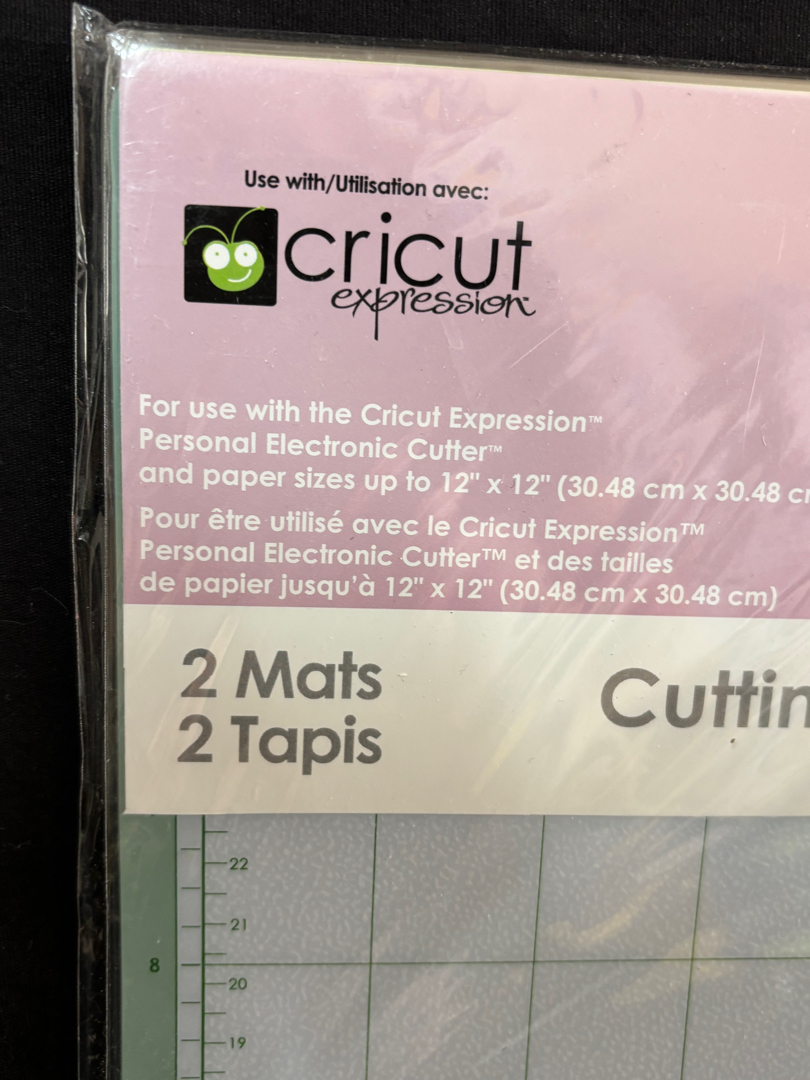 Use with/Utilisation avec:
cricut
expression™
For use with the Cricut Expression™
Personal Electronic Cutter™
and paper sizes up to 12" x 12" (30.48 cm x 30.48 c
Pour être utilisé avec le Cricut Expression™
Personal Electronic Cutter™ et des tailles
de papier jusqu'à 12" x 12" (30.48 cm x 30.48 cm)
2 Mats
2 Tapis
Cuttin
22
21
8
20
19